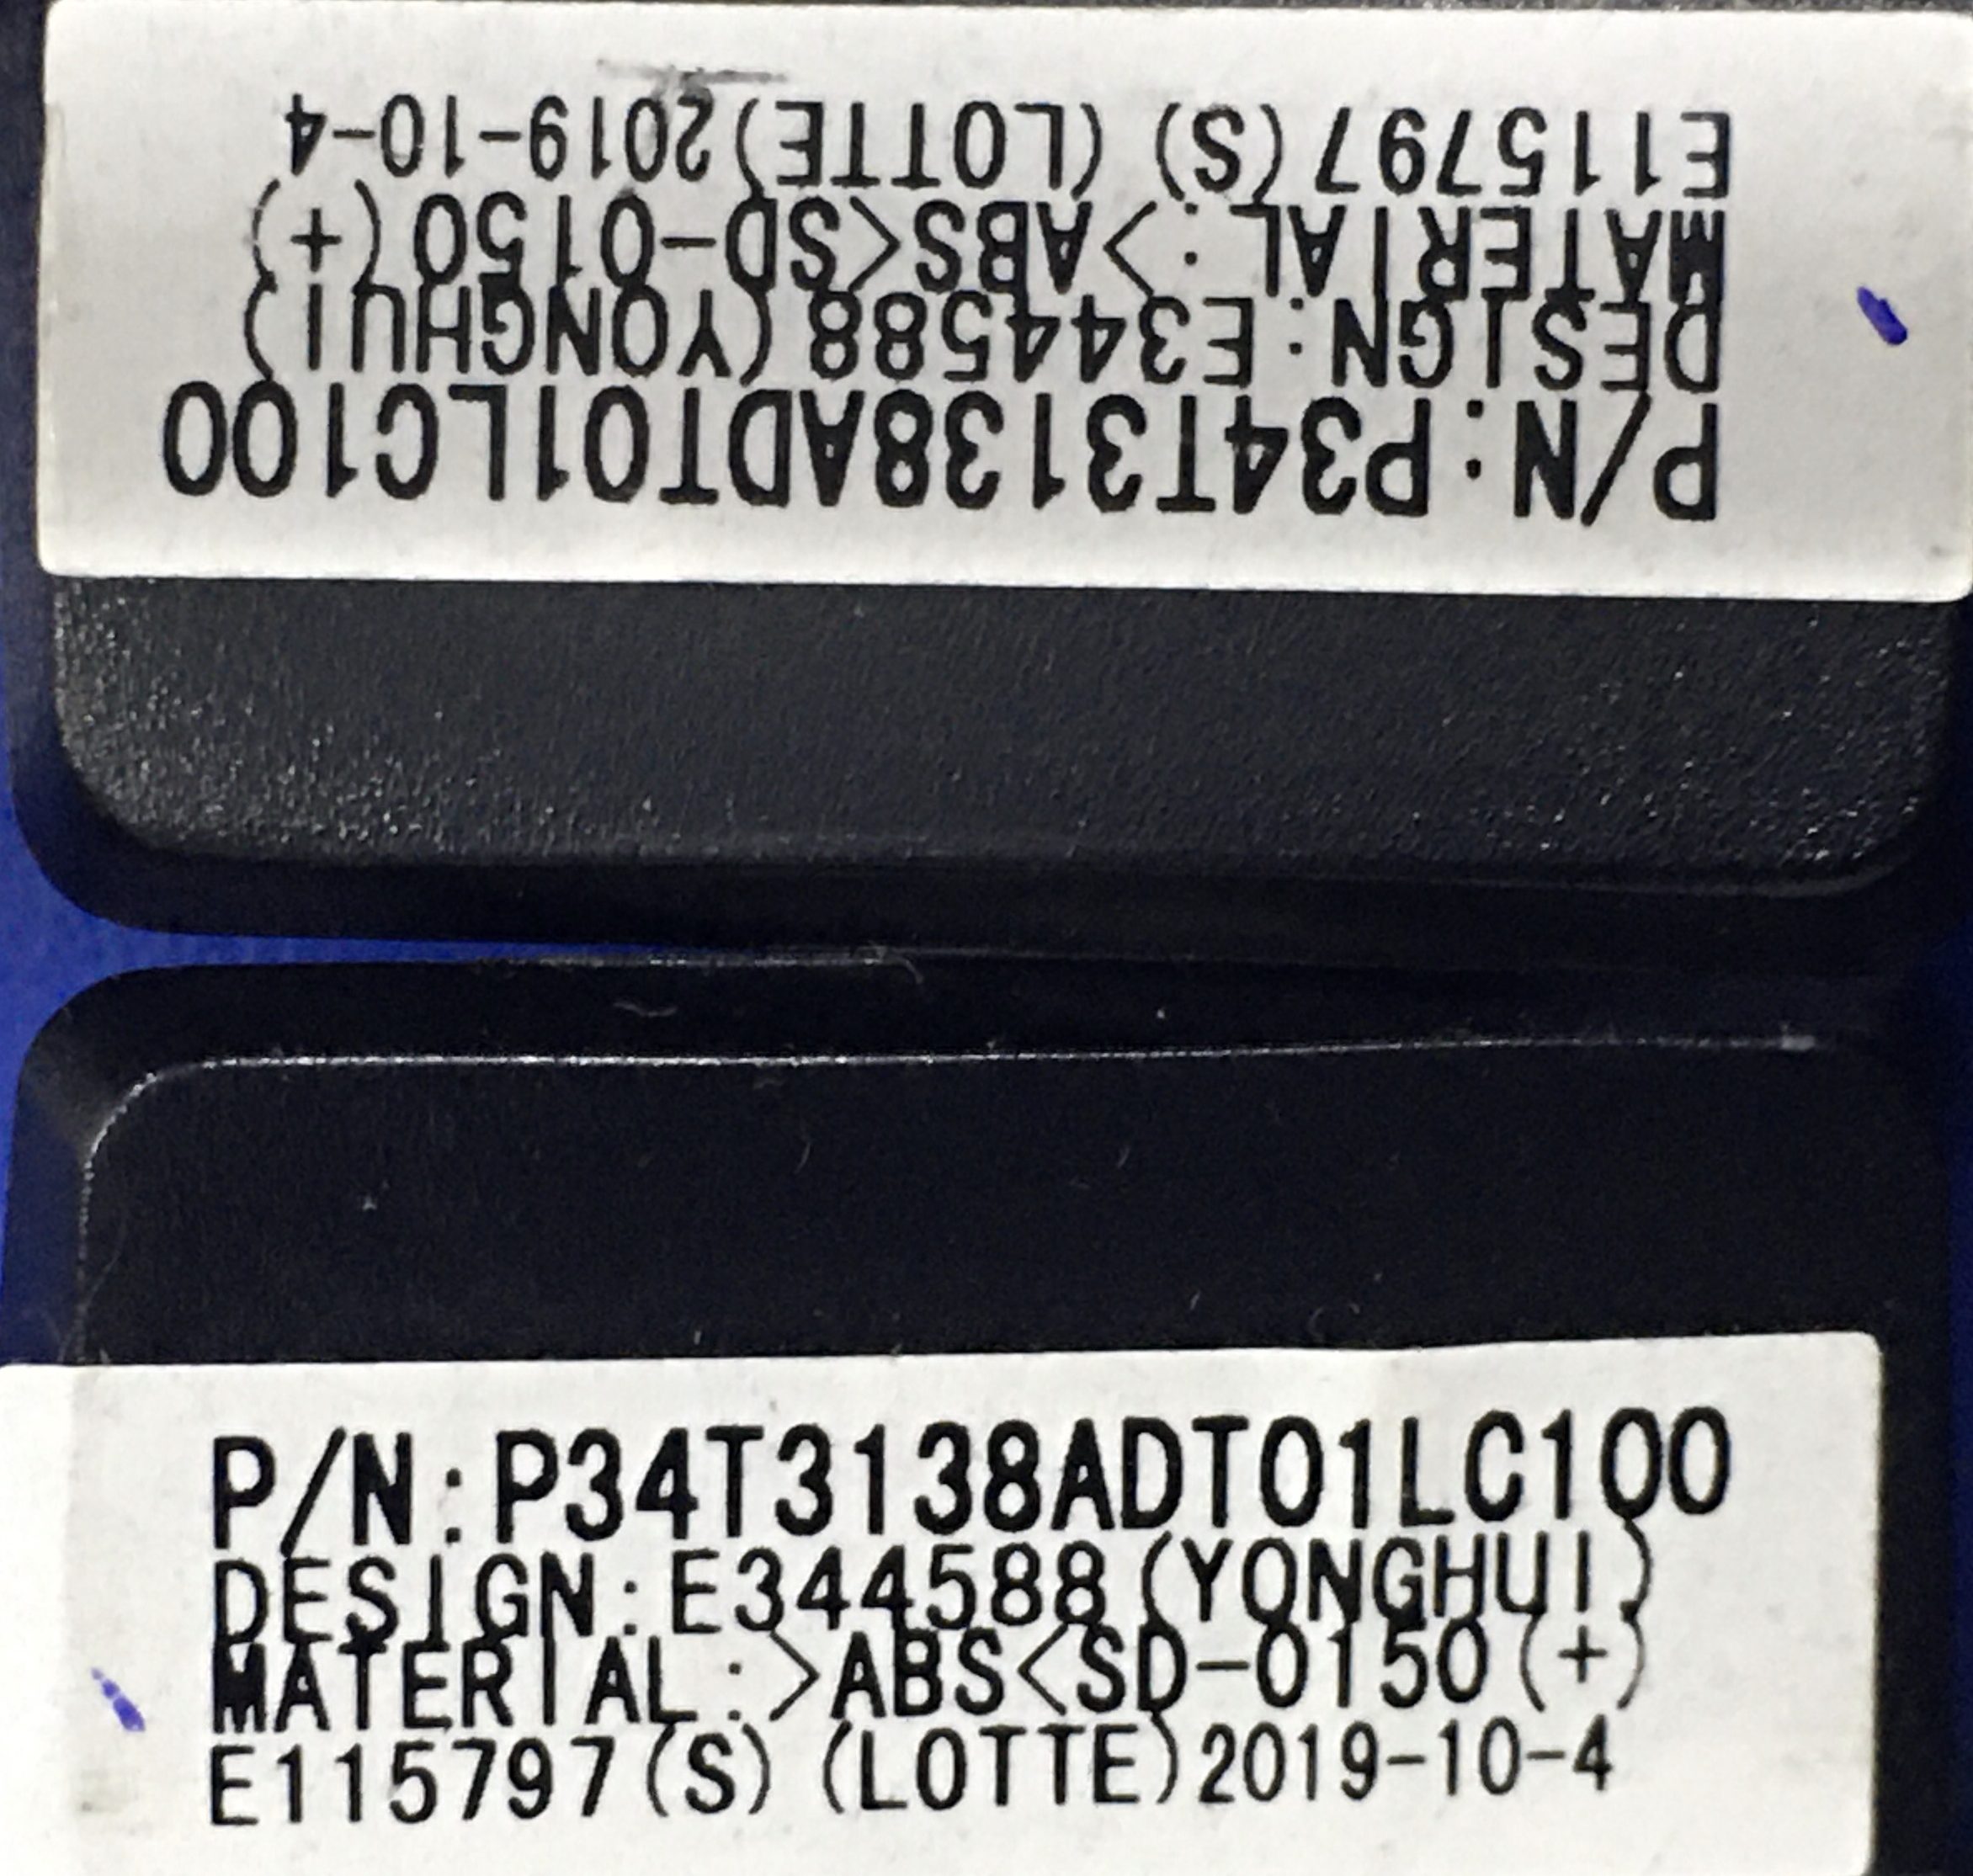 P/N:P34T3138ADT01LC100
DESIGN:E344588(YONGHUI)
MATERIAL:>ABS<SD-0150(+)
E115797(S) (LOTTE)2019-10-4
P/N:P34T3138ADT01LC100
DESIGN:E344588(YONGHUI)
MATERIAL:>ABS<SD-0150(+)
E115797(S) (LOTTE)2019-10-4